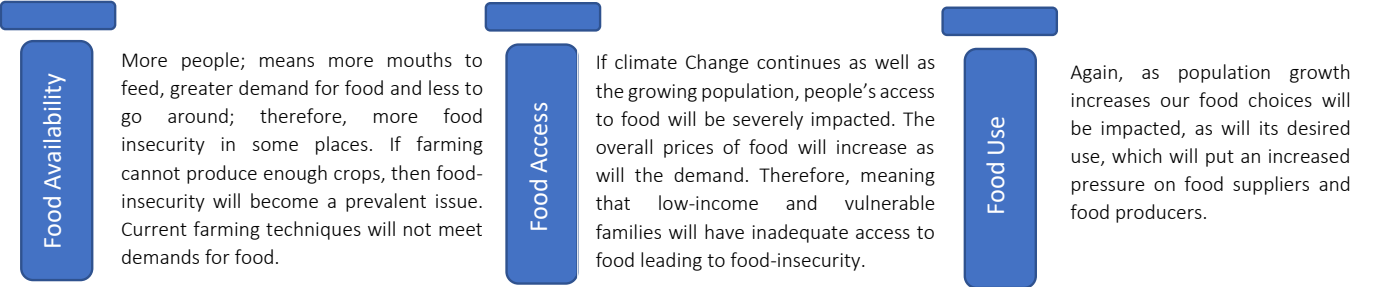 Food Availability
More people; means more mouths to
feed, greater demand for food and less to
go around; therefore, more food
insecurity in some places. If farming
cannot produce enough crops, then food-
insecurity will become a prevalent issue.
Current farming techniques will not meet
demands for food.
Food Access
If climate Change continues as well as
the growing population, people’s access
to food will be severely impacted. The
overall prices of food will increase as
will the demand. Therefore, meaning
that low-income and vulnerable
families will have inadequate access to
food leading to food-insecurity.
Food Use
Again, as population growth
increases our food choices will
be impacted, as will its desired
use, which will put an increased
pressure on food suppliers and
food producers.